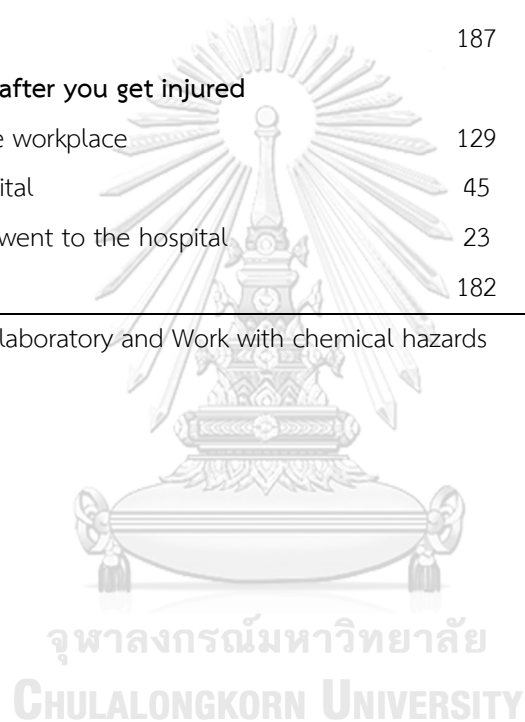 187
after you get injured
e workplace 129
ital 45
went to the hospital 23
182
laboratory and Work with chemical hazards
จุฬาลงกรณ์มหาวิทยาลัย
CHULALONGKORN UNIVERSITY